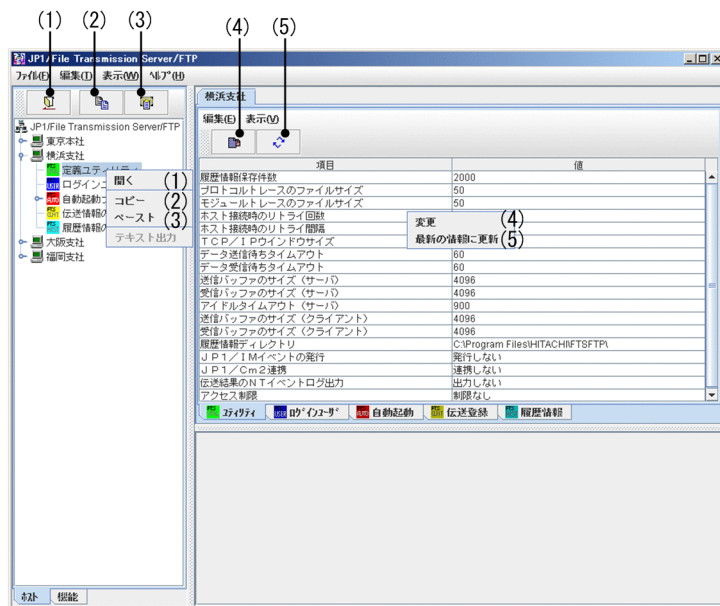 (1) (2) (3) (4) (5)
JP1/File Transmission Server/FTP
ファイル(F) 編集(I) 表示(W) ヘルプ(H)
横浜支社
編集(E) 表示(V)
JP1/File Transmission Server/FTP
東京本社
横浜支社
定義ユティリティ
ログインユ
自動起動プ
伝送情報の
履歴情報の
大阪支社
福岡支社
開く (1)
コピー (2)
ペースト (3)
テキスト出力
項目 値
履歴情報保存件数 2000
プロトコルトレースのファイルサイズ 50
モジュールトレースのファイルサイズ 50
ホスト接続時のリトライ回数
ホスト接続時のリトライ間隔
TCP/IPウインドウサイズ
変更 (4)
最新の情報に更新 (5)
データ送信待ちタイムアウト 60
データ受信待ちタイムアウト 60
送信バッファのサイズ(サーバ) 4096
受信バッファのサイズ(サーバ) 4096
アイドルタイムアウト(サーバ) 900
送信バッファのサイズ(クライアント) 4096
受信バッファのサイズ(クライアント) 4096
履歴情報ディレクトリ C:\Program Files\HITACHI\FTSFTP\
JP1/IMイベントの発行 発行しない
JP1/Cm2連携 連携しない
伝送結果のNTイベントログ出力 出力しない
アクセス制限 制限なし
ユティリティ ログインユーザ 自動起動 伝送登録 履歴情報
ホスト 機能